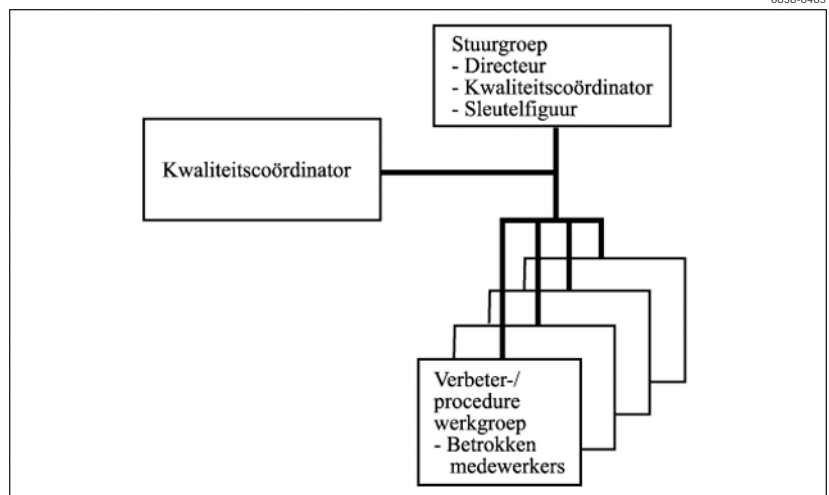 Stuurgroep
- Directeur
- Kwaliteitscoördinator
- Sleutelfiguur
Kwaliteitscoördinator
Verbeter-/
procedure
werkgroep
- Betrokken
medewerkers